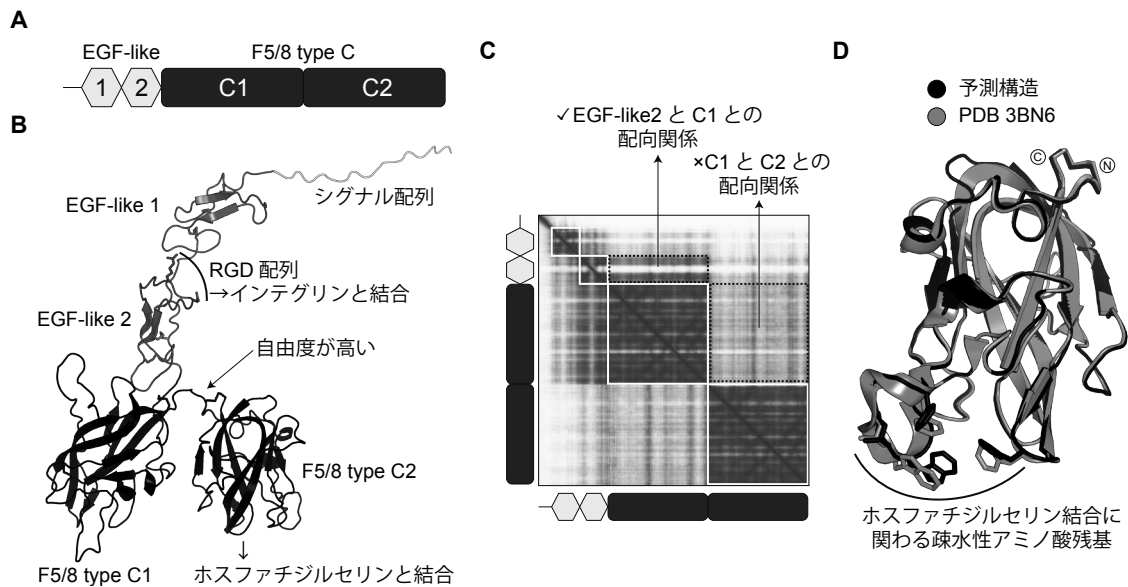 A
EGF-like
F5/8 type C
1
2
C1
C2
B
シグナル配列
EGF-like 1
RGD 配列
→インテグリンと結合
EGF-like 2
自由度が高い
F5/8 type C2
F5/8 type C1
ホスファチジルセリンと結合
C
✓EGF-like2 と C1 との
配向関係
×C1 と C2 との
配向関係
D
予測構造
PDB 3BN6
C
N
ホスファチジルセリン結合に
関わる疎水性アミノ酸残基